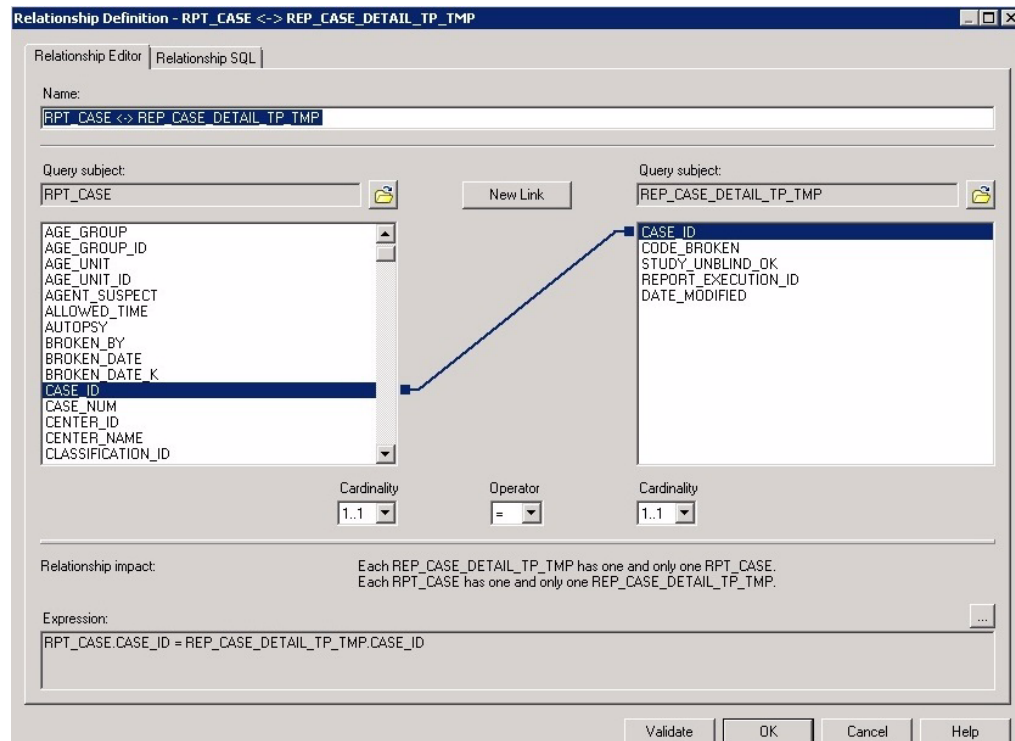 Relationship Definition - RPT_CASE <-> REP_CASE_DETAIL_TP_TMP
Relationship Editor
Relationship SQL
Name:
RPT_CASE <-> REP_CASE_DETAIL_TP_TMP
Query subject:
RPT_CASE
New Link
Query subject:
REP_CASE_DETAIL_TP_TMP
AGE_GROUP
AGE_GROUP_ID
AGE_UNIT
AGE_UNIT_ID
AGENT_SUSPECT
ALLOWED_TIME
AUTOPSY
BROKEN_BY
BROKEN_DATE
BROKEN_DATE_K
CASE_ID
CASE_NUM
CENTER_ID
CENTER_NAME
CLASSIFICATION_ID
CASE_ID
CODE_BROKEN
STUDY_UNBLIND_OK
REPORT_EXECUTION_ID
DATE_MODIFIED
Cardinality
1..1
Operator
=
Cardinality
1..1
Relationship impact:
Each REP_CASE_DETAIL_TP_TMP has one and only one RPT_CASE.
Each RPT_CASE has one and only one REP_CASE_DETAIL_TP_TMP.
Expression:
...
RPT_CASE.CASE_ID = REP_CASE_DETAIL_TP_TMP.CASE_ID
Validate
OK
Cancel
Help